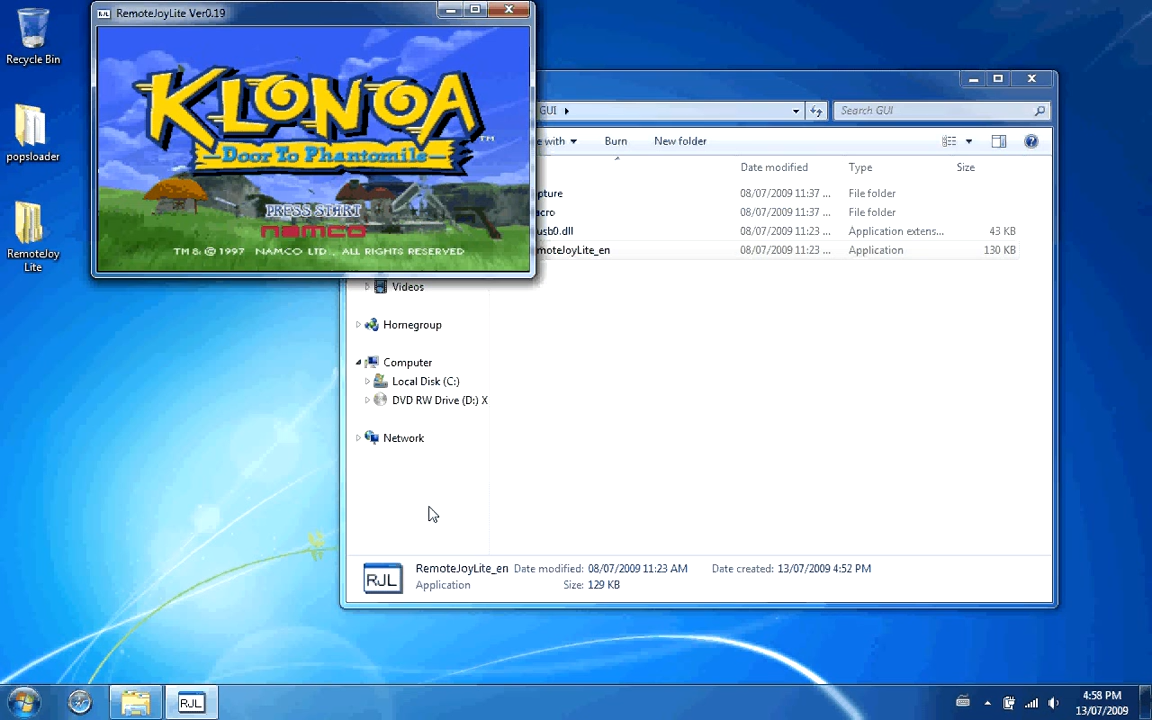 Recycle Bin
popsloader
RemoteJoy
Lite
RemoteJoyLite Ver0.19
KLONOA
TM
Door To Phantomile
PRESS START
namco
TM & © 1997 NAMCO LTD., ALL RIGHTS RESERVED
GUI
Search GUI
e with
Burn
New folder
Date modified
Type
Size
pture
08/07/2009 11:37 ...
File folder
acro
08/07/2009 11:37 ...
File folder
usb0.dll
08/07/2009 11:23 ...
Application extens...
43 KB
moteJoyLite_en
08/07/2009 11:23 ...
Application
130 KB
Videos
Homegroup
Computer
Local Disk (C:)
DVD RW Drive (D:) X
Network
RJL
RemoteJoyLite_en
Date modified: 08/07/2009 11:23 AM
Date created: 13/07/2009 4:52 PM
Application
Size: 129 KB
RJL
4:58 PM
13/07/2009